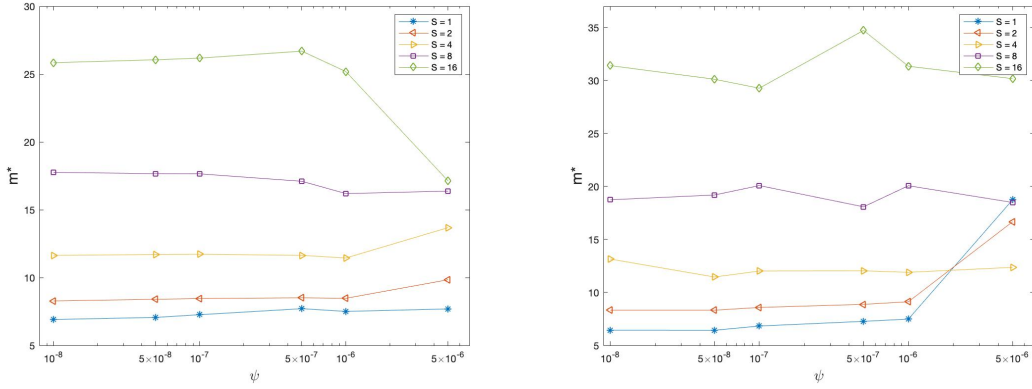 30
25
20
15
10
5
m*
10^-8
5×10^-8
10^-7
5×10^-7
10^-6
5×10^-6
ψ
S = 1
S = 2
S = 4
S = 8
S = 16
35
30
25
20
15
10
5
m*
10^-8
5×10^-8
10^-7
5×10^-7
10^-6
5×10^-6
ψ
S = 1
S = 2
S = 4
S = 8
S = 16